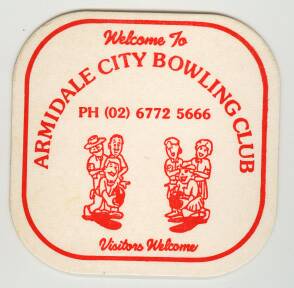 Welcome To
ARMIDALE CITY BOWLING CLUB
PH (02) 6772 5666
Visitors Welcome